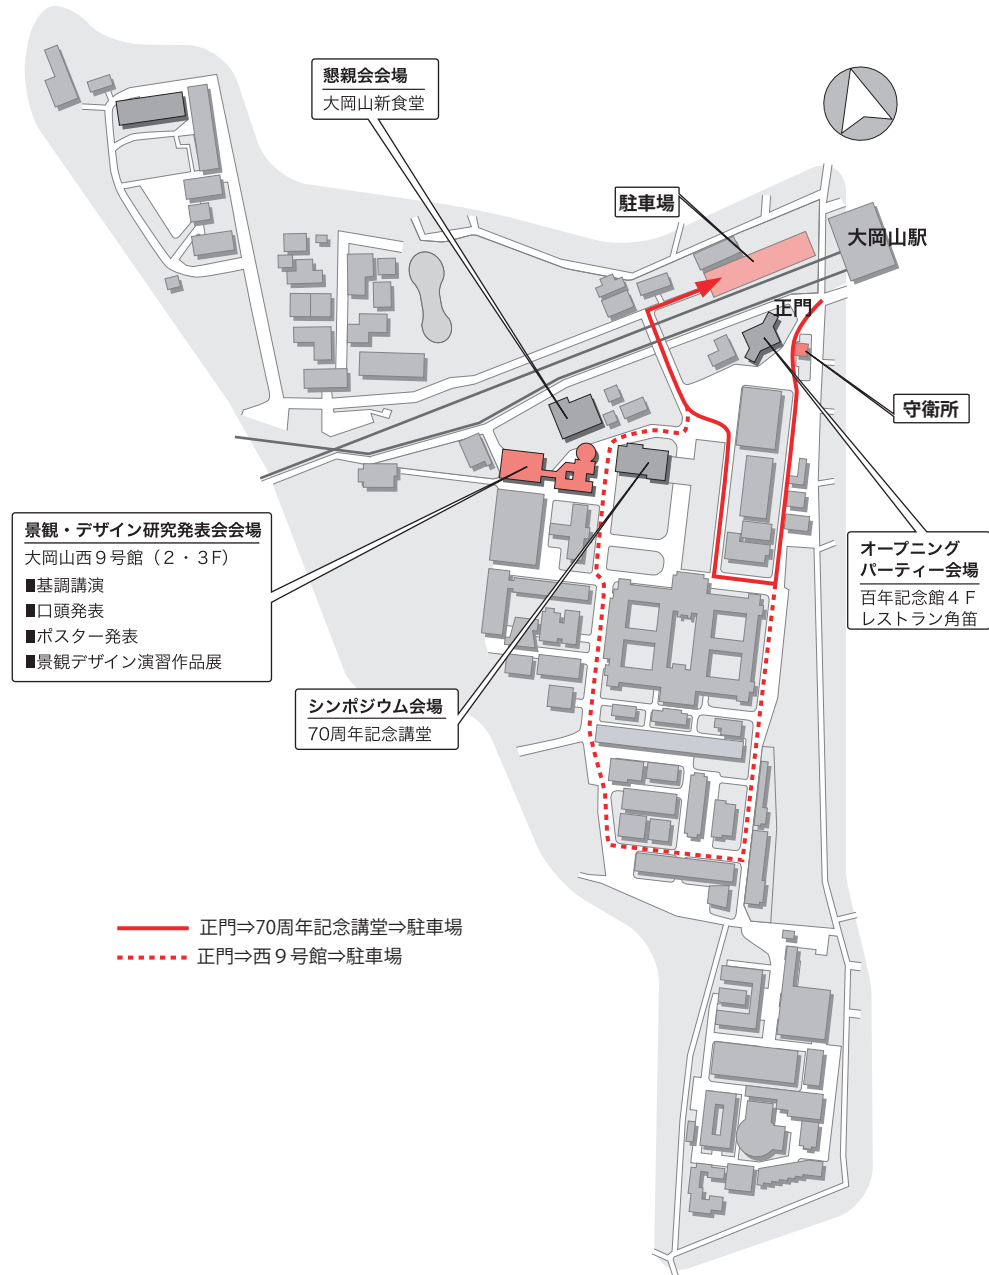 懇親会会場
大岡山新食堂
駐車場
大岡山駅
正門
守衛所
景観・デザイン研究発表会会場
大岡山西９号館（２・３F）
■基調講演
■口頭発表
■ポスター発表
■景観デザイン演習作品展
オープニング
パーティー会場
百年記念館４Ｆ
レストラン角笛
シンポジウム会場
70周年記念講堂
正門⇒70周年記念講堂⇒駐車場
正門⇒西９号館⇒駐車場